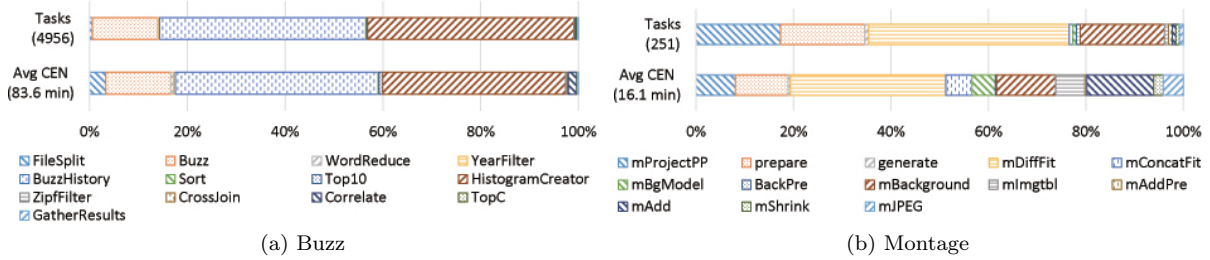 Tasks
(4956)
Avg CEN
(83.6 min)
0% 20% 40% 60% 80% 100%
FileSplit Buzz WordReduce YearFilter
BuzzHistory Sort Top10 HistogramCreator
ZipfFilter CrossJoin Correlate TopC
GatherResults
(a) Buzz
Tasks
(251)
Avg CEN
(16.1 min)
0% 20% 40% 60% 80% 100%
mProjectPP prepare generate mDiffFit mConcatFit
mBgModel BackPre mBackground mImgtbl mAddPre
mAdd mShrink mJPEG
(b) Montage